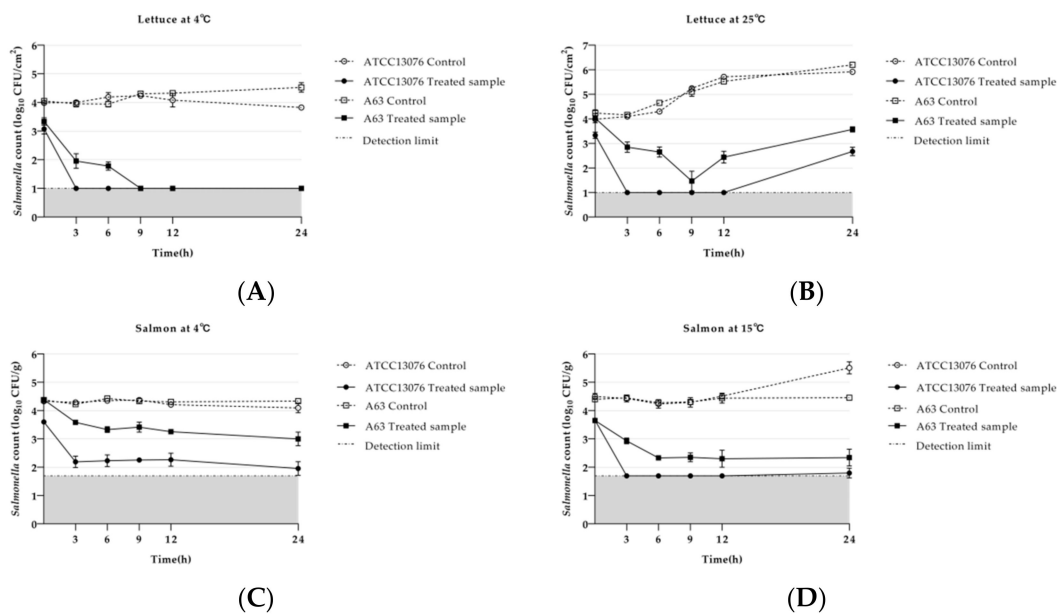 Lettuce at 4℃
Salmonella count (log10 CFU/cm2)
6
5
4
3
2
1
0
3 6 9 12 24
Time(h)
ATCC13076 Control
ATCC13076 Treated sample
A63 Control
A63 Treated sample
Detection limit
(A)
Lettuce at 25℃
Salmonella count (log10 CFU/cm2)
7
6
5
4
3
2
1
0
3 6 9 12 24
Time(h)
ATCC13076 Control
ATCC13076 Treated sample
A63 Control
A63 Treated sample
Detection limit
(B)
Salmon at 4℃
Salmonella count (log10 CFU/g)
6
5
4
3
2
1
0
3 6 9 12 24
Time(h)
ATCC13076 Control
ATCC13076 Treated sample
A63 Control
A63 Treated sample
Detection limit
(C)
Salmon at 15℃
Salmonella count (log10 CFU/g)
6
5
4
3
2
1
0
3 6 9 12 24
Time(h)
ATCC13076 Control
ATCC13076 Treated sample
A63 Control
A63 Treated sample
Detection limit
(D)